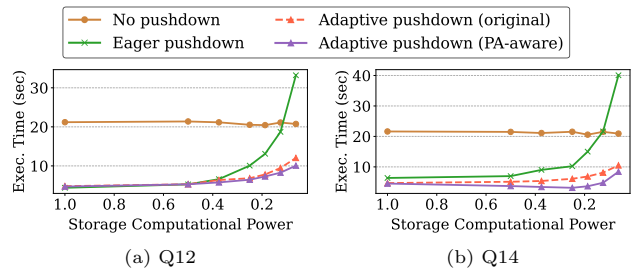 No pushdown
Eager pushdown
Adaptive pushdown (original)
Adaptive pushdown (PA-aware)
Exec. Time (sec)
30
20
10
1.0 0.8 0.6 0.4 0.2
Storage Computational Power
(a) Q12
Exec. Time (sec)
40
30
20
10
1.0 0.8 0.6 0.4 0.2
Storage Computational Power
(b) Q14